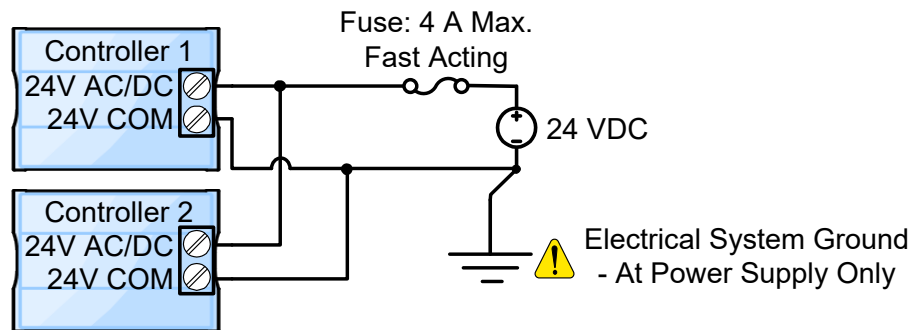 Fuse: 4 A Max.
Fast Acting
Controller 1
24V AC/DC
24V COM
24 VDC
Controller 2
24V AC/DC
24V COM
Electrical System Ground
- At Power Supply Only